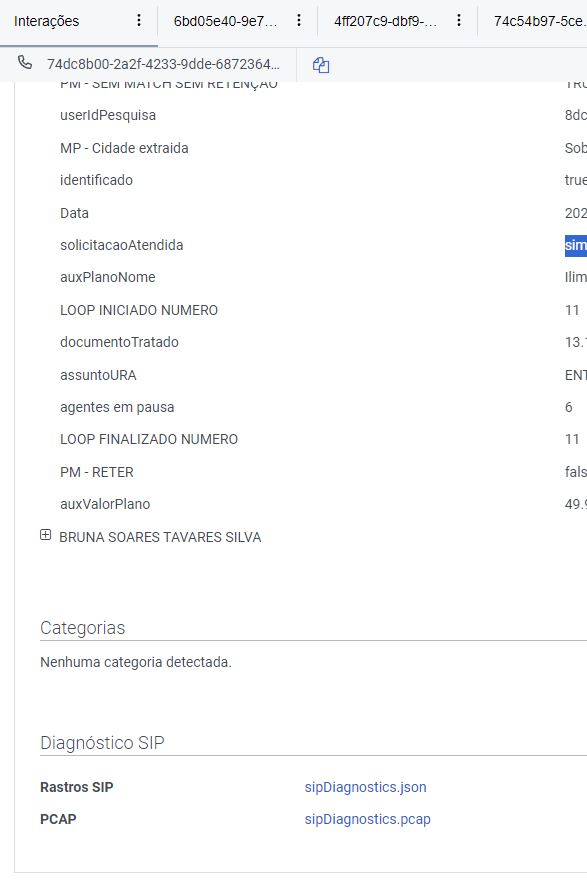 Interações 6bd05e40-9e7... 4ff207c9-dbf9-... 74c54b97-5ce
74dc8b00-2a2f-4233-9dde-6872364...
PM - SEM MATCH SEM RETENÇÃO TRU
userIdPesquisa 8dc
MP - Cidade extraida Sob
identificado true
Data 202
solicitacaoAtendida sim
auxPlanoNome Ilim
LOOP INICIADO NUMERO 11
documentoTratado 13.
assuntoURA ENT
agentes em pausa 6
LOOP FINALIZADO NUMERO 11
PM - RETER fals
auxValorPlano 49.
BRUNA SOARES TAVARES SILVA
Categorias
Nenhuma categoria detectada.
Diagnóstico SIP
Rastros SIP sipDiagnostics.json
PCAP sipDiagnostics.pcap